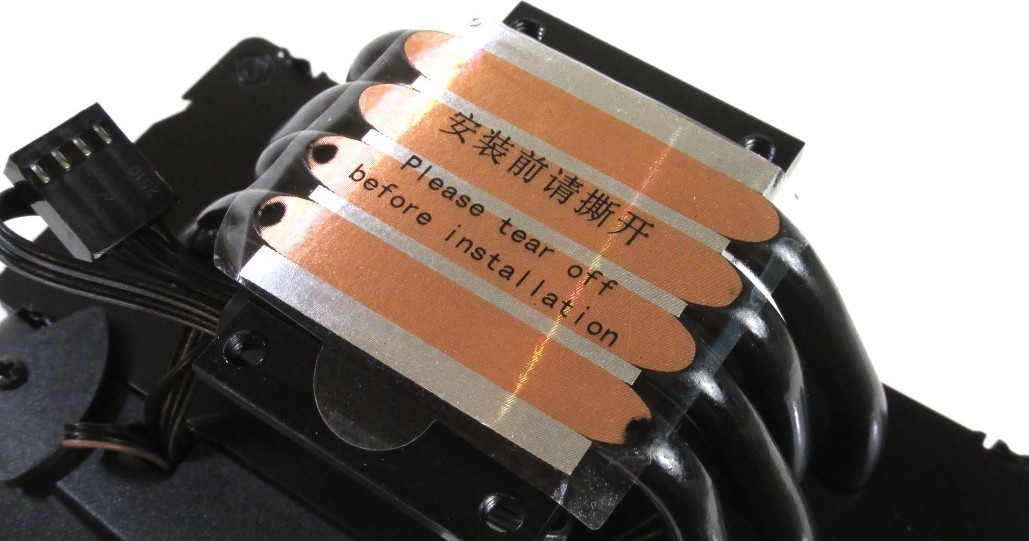 安装前请撕开
Please tear off
before installation